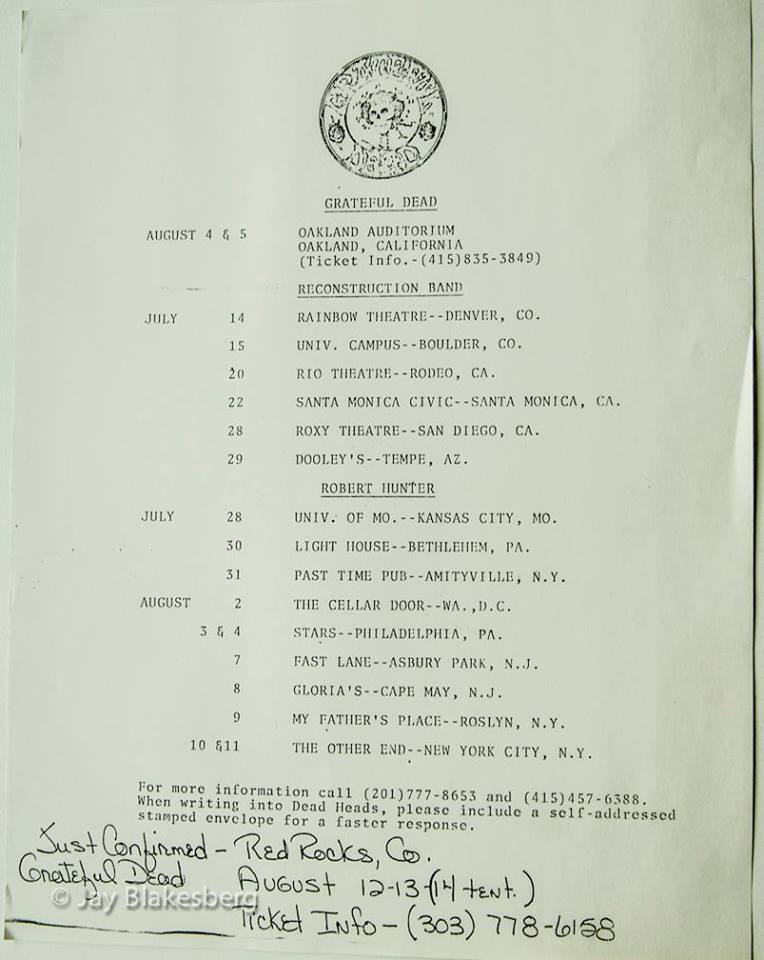 GRATEFUL DEAD
GRATEFUL DEAD
AUGUST 4 & 5 OAKLAND AUDITORIUM
OAKLAND, CALIFORNIA
(Ticket Info.-(415)835-3849)
RECONSTRUCTION BAND
JULY 14 RAINBOW THEATRE--DENVER, CO.
15 UNIV. CAMPUS--BOULDER, CO.
20 RIO THEATRE--RODEO, CA.
22 SANTA MONICA CIVIC--SANTA MONICA, CA.
28 ROXY THEATRE--SAN DIEGO, CA.
29 DOOLEY'S--TEMPE, AZ.
ROBERT HUNTER
JULY 28 UNIV. OF MO.--KANSAS CITY, MO.
30 LIGHT HOUSE--BETHLEHEM, PA.
31 PAST TIME PUB--AMITYVILLE, N.Y.
AUGUST 2 THE CELLAR DOOR--WA.,D.C.
3 & 4 STARS--PHILADELPHIA, PA.
7 FAST LANE--ASBURY PARK, N.J.
8 GLORIA'S--CAPE MAY, N.J.
9 MY FATHER'S PLACE--ROSLYN, N.Y.
10 &11 THE OTHER END--NEW YORK CITY, N.Y.
For more information call (201)777-8653 and (415)457-6388.
When writing into Dead Heads, please include a self-addressed
stamped envelope for a faster response.
Just Confirmed - Red Rocks, Co.
Grateful Dead August 12-13-(14-tent.)
© Jay Blakesberg
Ticket Info - (303) 778-6158